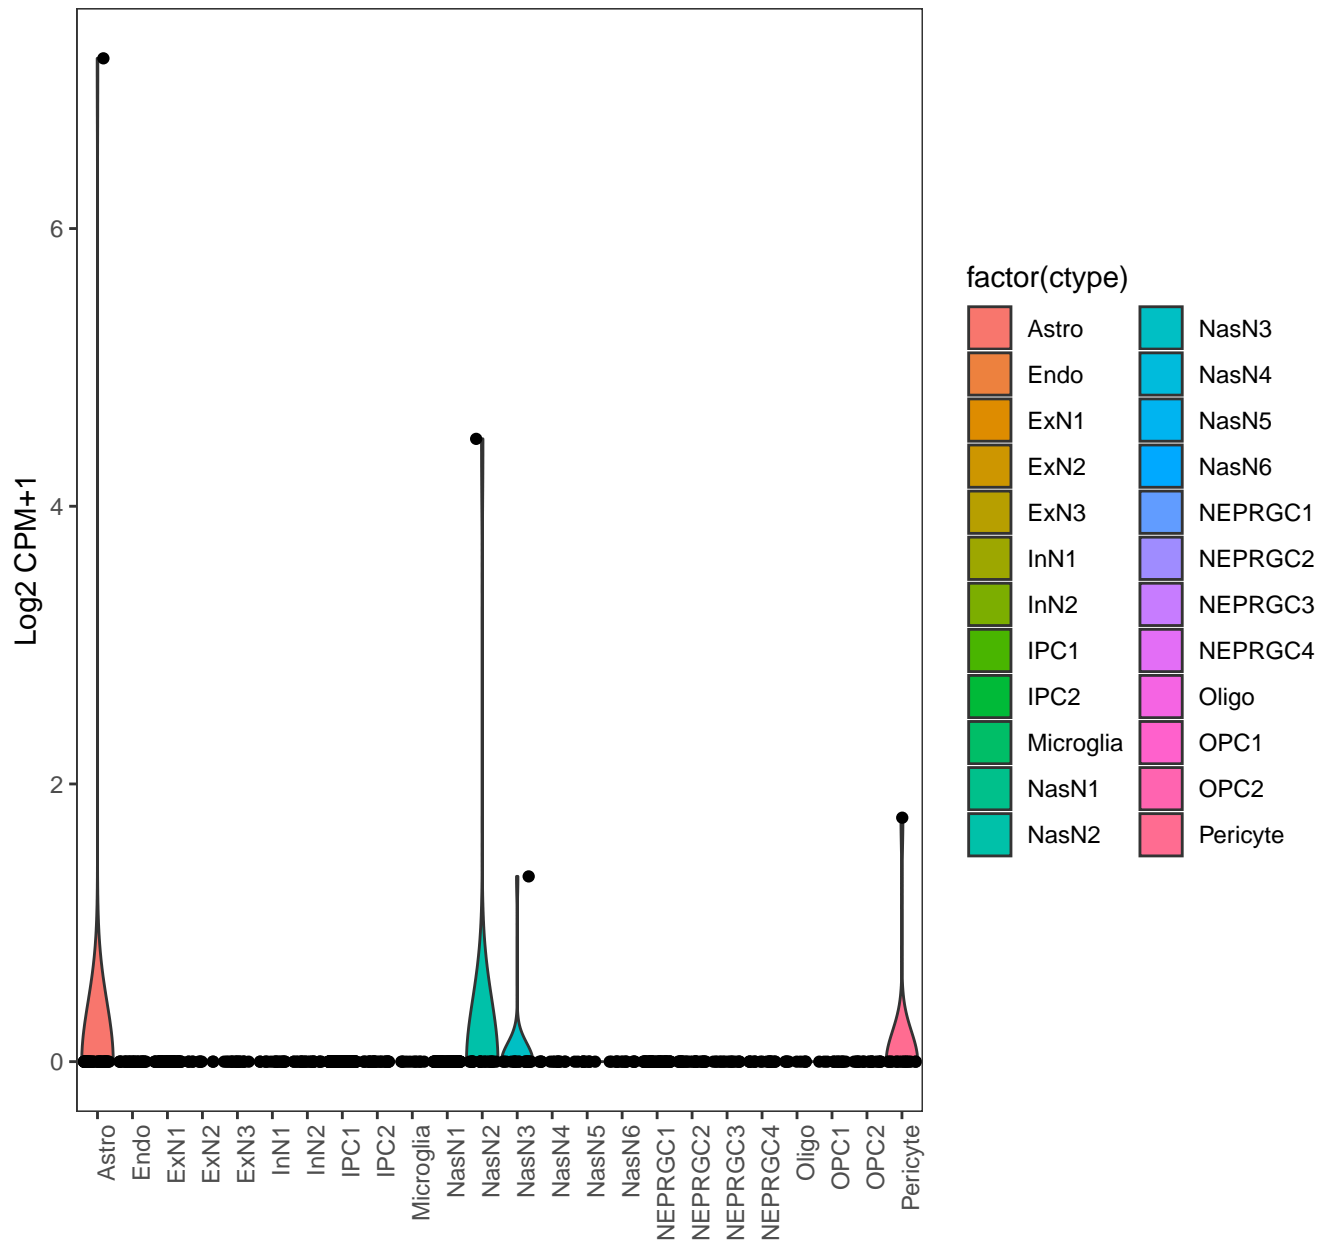 Log2 CPM+1
6
4
2
0
Astro
Endo
ExN1
ExN2
ExN3
InN1
InN2
IPC1
IPC2
Microglia
NasN1
NasN2
NasN3
NasN4
NasN5
NasN6
NEPRGC1
NEPRGC2
NEPRGC3
NEPRGC4
Oligo
OPC1
OPC2
Pericyte
factor(ctype)
Astro
Endo
ExN1
ExN2
ExN3
InN1
InN2
IPC1
IPC2
Microglia
NasN1
NasN2
NasN3
NasN4
NasN5
NasN6
NEPRGC1
NEPRGC2
NEPRGC3
NEPRGC4
Oligo
OPC1
OPC2
Pericyte